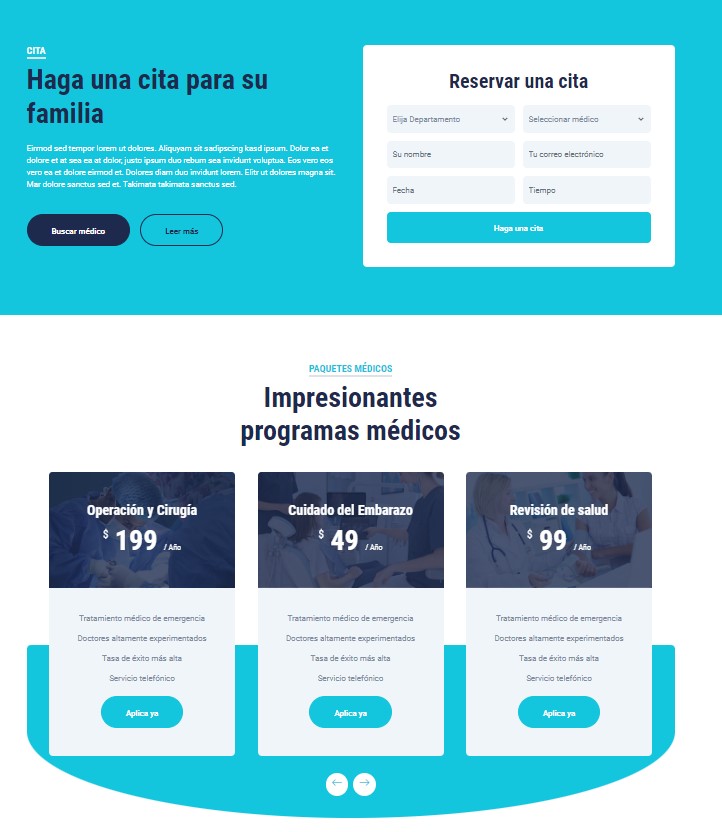 CITA
Haga una cita para su
familia
Eirmod sed tempor lorem ut dolores. Aliquyam sit sadipscing kasd ipsum. Dolor ea et
dolore et at sea ea at dolor, justo ipsum duo rebum sea invidunt voluptua. Eos vero eos
vero ea et dolore eirmod et. Dolores diam duo invidunt lorem. Elitr ut dolores magna sit.
Mar dolore sanctus sed et. Takimata takimata sanctus sed.
Buscar médico
Leer más
Reservar una cita
Elija Departamento
Seleccionar médico
Su nombre
Tu correo electrónico
Fecha
Tiempo
Haga una cita
PAQUETES MÉDICOS
Impresionantes
programas médicos
Operación y Cirugía
$ 199 / Año
Tratamiento médico de emergencia
Doctores altamente experimentados
Tasa de éxito más alta
Servicio telefónico
Aplica ya
Cuidado del Embarazo
$ 49 / Año
Tratamiento médico de emergencia
Doctores altamente experimentados
Tasa de éxito más alta
Servicio telefónico
Aplica ya
Revisión de salud
$ 99 / Año
Tratamiento médico de emergencia
Doctores altamente experimentados
Tasa de éxito más alta
Servicio telefónico
Aplica ya